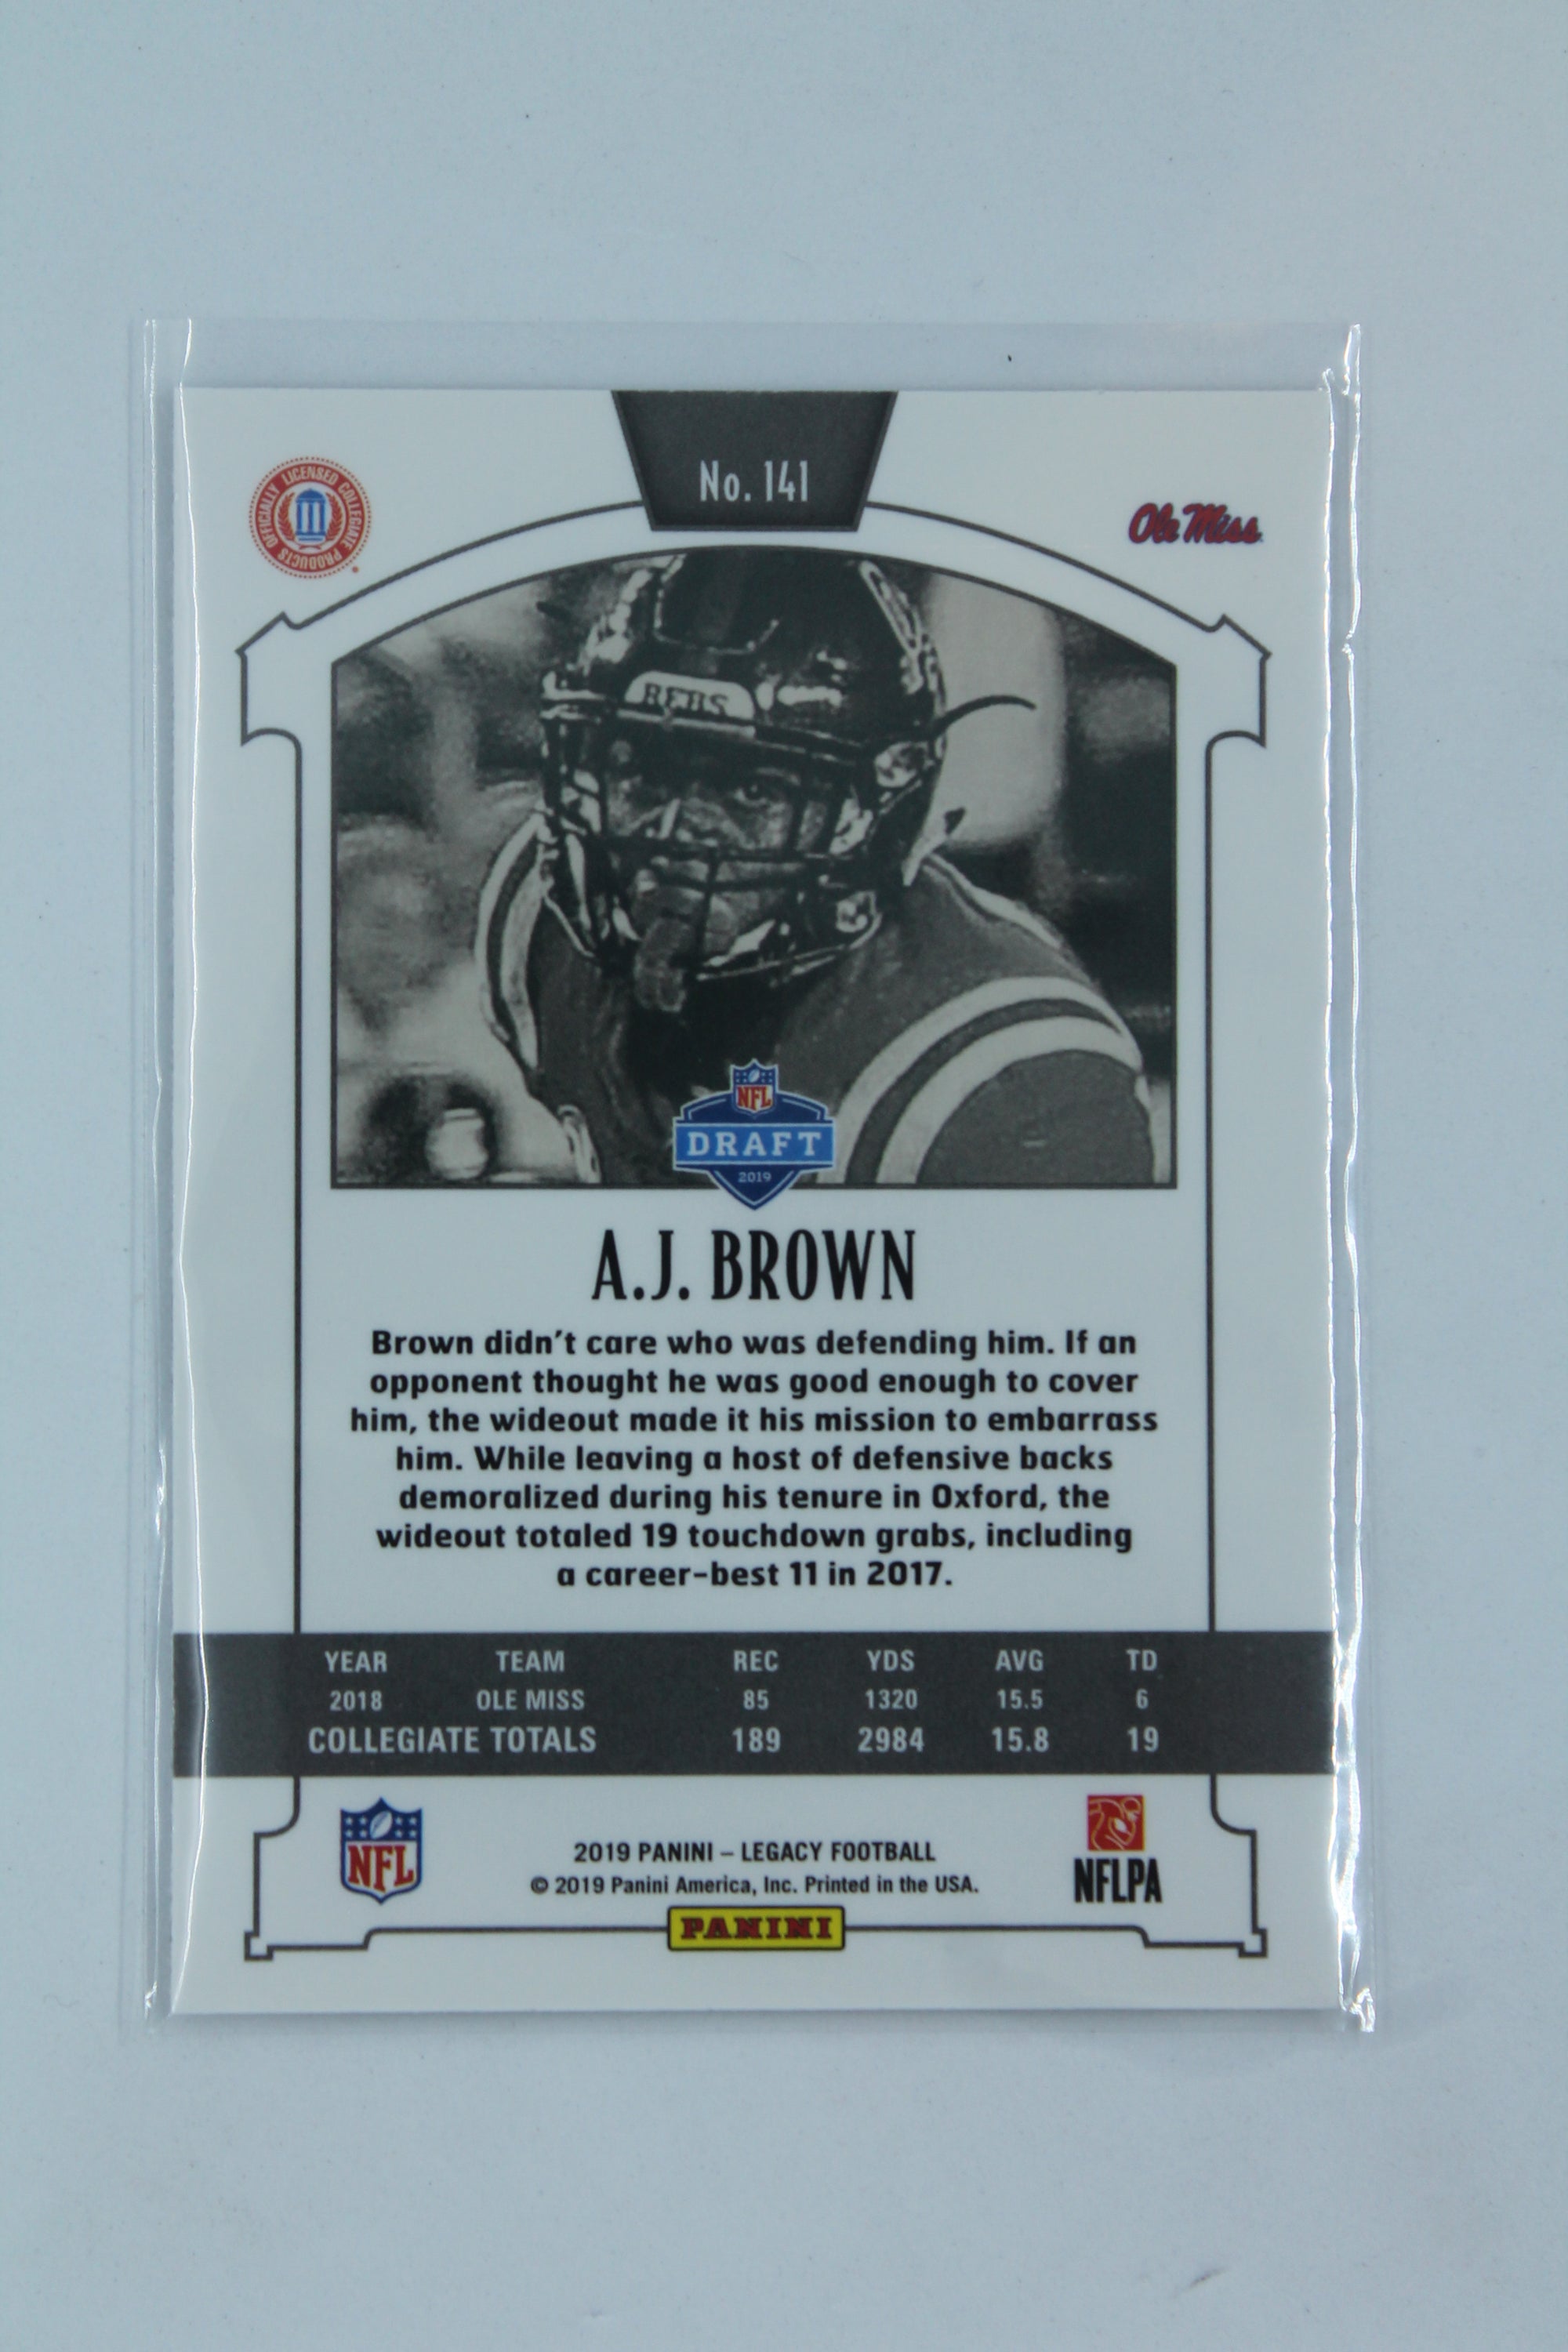 No. 141
OFFICIALLY LICENSED COLLEGIATE PRODUCTS
Ole Miss
REBS
NFL
DRAFT
2019
A.J. BROWN
Brown didn't care who was defending him. If an
opponent thought he was good enough to cover
him, the wideout made it his mission to embarrass
him. While leaving a host of defensive backs
demoralized during his tenure in Oxford, the
wideout totaled 19 touchdown grabs, including
a career-best 11 in 2017.
YEAR TEAM REC YDS AVG TD
2018 OLE MISS 85 1320 15.5 6
COLLEGIATE TOTALS 189 2984 15.8 19
NFL
2019 PANINI – LEGACY FOOTBALL
© 2019 Panini America, Inc. Printed in the USA.
NFLPA
PANINI